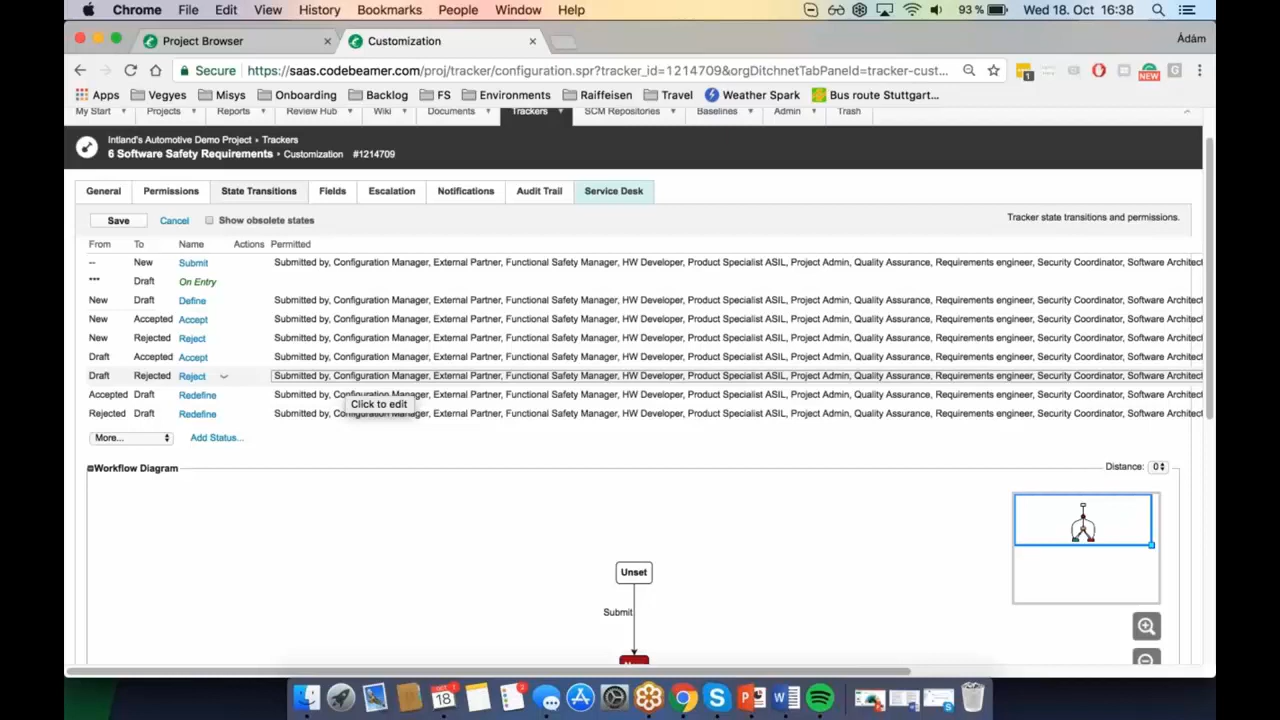 Chrome File Edit View History Bookmarks People Window Help 93% Wed 18. Oct 16:38
Project Browser × Customization × Ádám
Secure https://saas.codebeamer.com/proj/tracker/configuration.spr?tracker_id=1214709&orgDitchnetTabPaneId=tracker-cust... 1 NEW G
Apps Vegyes Misys Onboarding Backlog FS Environments Raiffeisen Travel Weather Spark Bus route Stuttgart...
My Start Projects Reports Review Hub Wiki Documents Trackers SCM Repositories Baselines Admin Trash
Intland's Automotive Demo Project › Trackers
6 Software Safety Requirements • Customization #1214709
General Permissions State Transitions Fields Escalation Notifications Audit Trail Service Desk
Save Cancel Show obsolete states Tracker state transitions and permissions.
From To Name Actions Permitted
-- New Submit Submitted by, Configuration Manager, External Partner, Functional Safety Manager, HW Developer, Product Specialist ASIL, Project Admin, Quality Assurance, Requirements engineer, Security Coordinator, Software Architect
*** Draft On Entry
New Draft Define Submitted by, Configuration Manager, External Partner, Functional Safety Manager, HW Developer, Product Specialist ASIL, Project Admin, Quality Assurance, Requirements engineer, Security Coordinator, Software Architect
New Accepted Accept Submitted by, Configuration Manager, External Partner, Functional Safety Manager, HW Developer, Product Specialist ASIL, Project Admin, Quality Assurance, Requirements engineer, Security Coordinator, Software Architect
New Rejected Reject Submitted by, Configuration Manager, External Partner, Functional Safety Manager, HW Developer, Product Specialist ASIL, Project Admin, Quality Assurance, Requirements engineer, Security Coordinator, Software Architect
Draft Accepted Accept Submitted by, Configuration Manager, External Partner, Functional Safety Manager, HW Developer, Product Specialist ASIL, Project Admin, Quality Assurance, Requirements engineer, Security Coordinator, Software Architect
Draft Rejected Reject Submitted by, Configuration Manager, External Partner, Functional Safety Manager, HW Developer, Product Specialist ASIL, Project Admin, Quality Assurance, Requirements engineer, Security Coordinator, Software Architect
Accepted Draft Redefine Submitted by, Configuration Manager, External Partner, Functional Safety Manager, HW Developer, Product Specialist ASIL, Project Admin, Quality Assurance, Requirements engineer, Security Coordinator, Software Architect
Click to edit
Rejected Draft Redefine Submitted by, Configuration Manager, External Partner, Functional Safety Manager, HW Developer, Product Specialist ASIL, Project Admin, Quality Assurance, Requirements engineer, Security Coordinator, Software Architect
More... Add Status...
Workflow Diagram Distance: 0
Unset
Submit
18